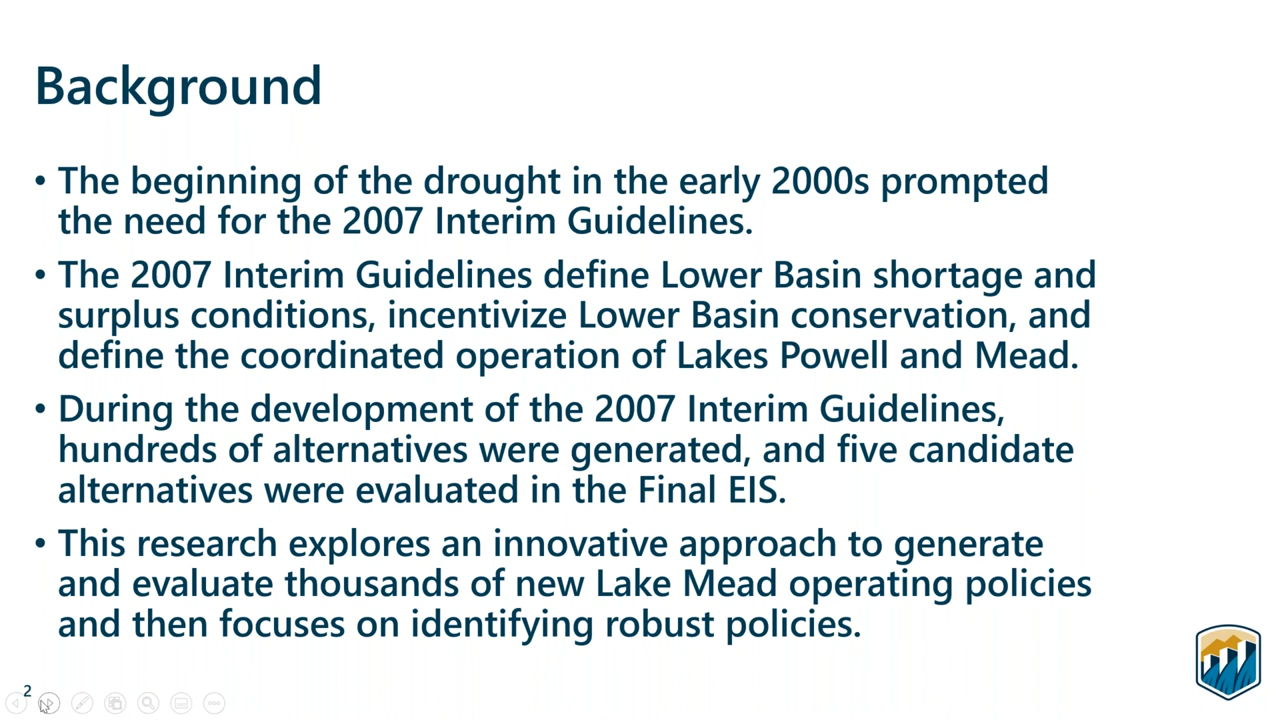 Background
• The beginning of the drought in the early 2000s prompted
the need for the 2007 Interim Guidelines.
• The 2007 Interim Guidelines define Lower Basin shortage and
surplus conditions, incentivize Lower Basin conservation, and
define the coordinated operation of Lakes Powell and Mead.
• During the development of the 2007 Interim Guidelines,
hundreds of alternatives were generated, and five candidate
alternatives were evaluated in the Final EIS.
• This research explores an innovative approach to generate
and evaluate thousands of new Lake Mead operating policies
and then focuses on identifying robust policies.
2